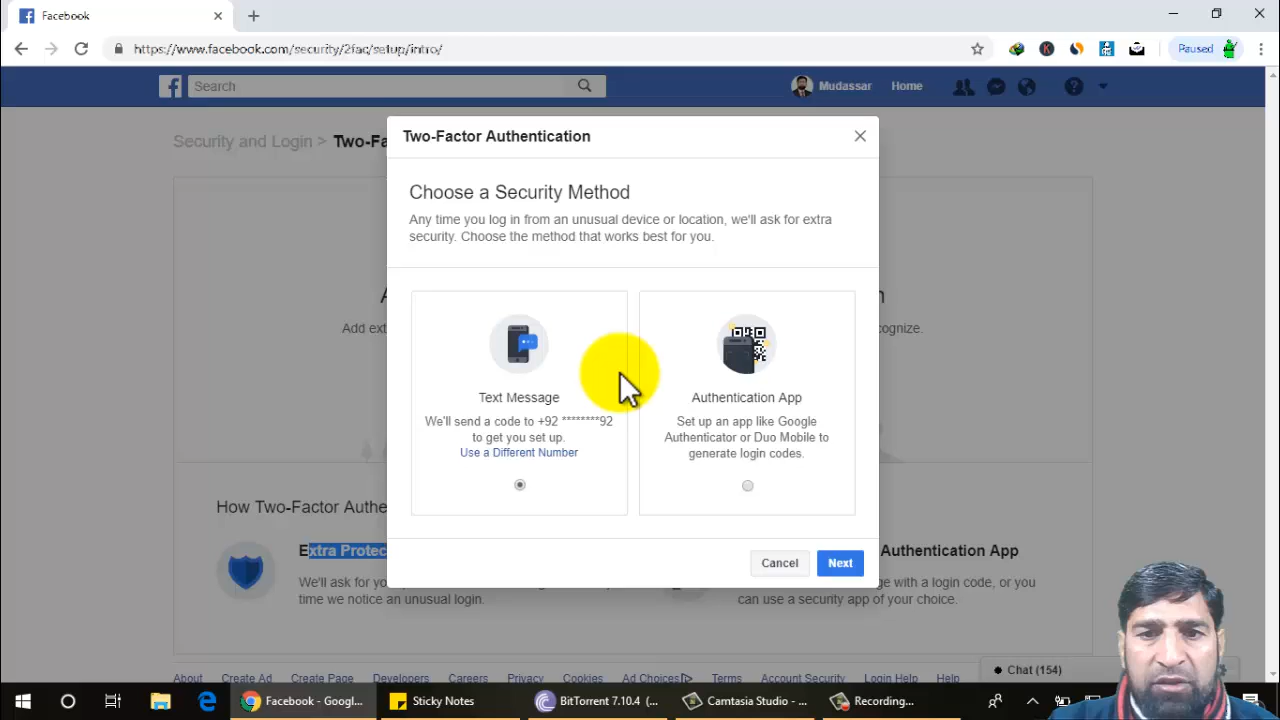 Facebook
https://www.facebook.com/security/2fac/setup/intro/
Paused
Search
Mudassar
Home
Security and Login > Two-Fa
Two-Factor Authentication
Choose a Security Method
Any time you log in from an unusual device or location, we'll ask for extra
security. Choose the method that works best for you.
A
n
Add ext
cognize.
Text Message
We'll send a code to +92 ********92
to get you set up.
Use a Different Number
Authentication App
Set up an app like Google
Authenticator or Duo Mobile to
generate login codes.
Cancel
Next
How Two-Factor Authe
Extra Protec
We'll ask for yo
time we notice an unusual login.
Authentication App
with a login code, or you
can use a security app of your choice.
Chat (154)
About
Create Ad
Create Page
Developers
Careers
Privacy
Cookies
Ad Choices
Terms
Account Security
Login Help
Help
Facebook - Googl...
Sticky Notes
BitTorrent 7.10.4 (...
Camtasia Studio - ...
Recording...